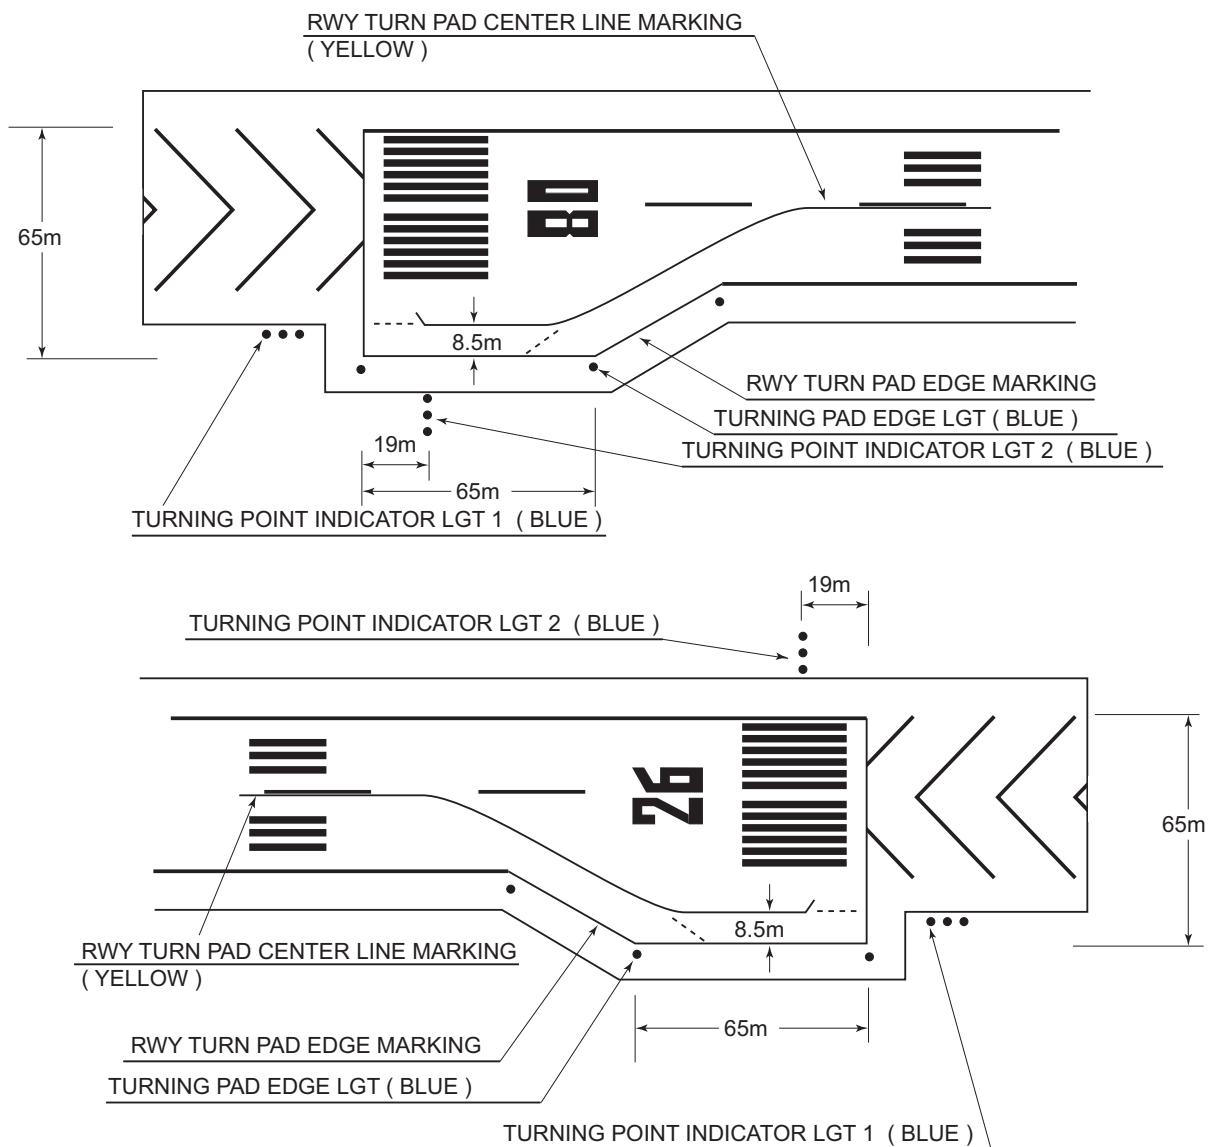 RWY TURN PAD CENTER LINE MARKING
( YELLOW )
65m
08
8.5m
RWY TURN PAD EDGE MARKING
TURNING PAD EDGE LGT ( BLUE )
TURNING POINT INDICATOR LGT 2 ( BLUE )
19m
65m
TURNING POINT INDICATOR LGT 1 ( BLUE )
19m
TURNING POINT INDICATOR LGT 2 ( BLUE )
26
65m
8.5m
RWY TURN PAD CENTER LINE MARKING
( YELLOW )
65m
RWY TURN PAD EDGE MARKING
TURNING PAD EDGE LGT ( BLUE )
TURNING POINT INDICATOR LGT 1 ( BLUE )